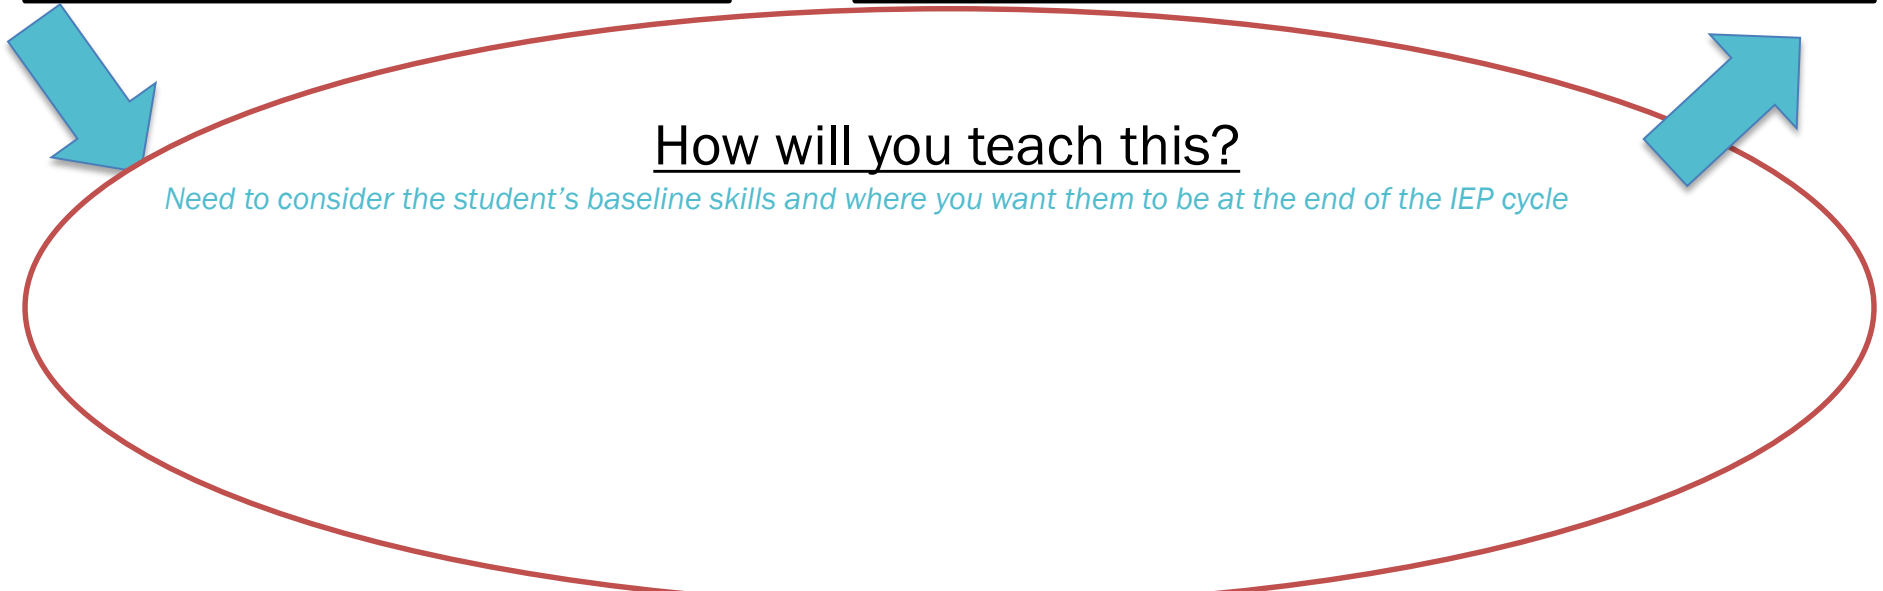 How will you teach this?
Need to consider the student’s baseline skills and where you want them to be at the end of the IEP cycle